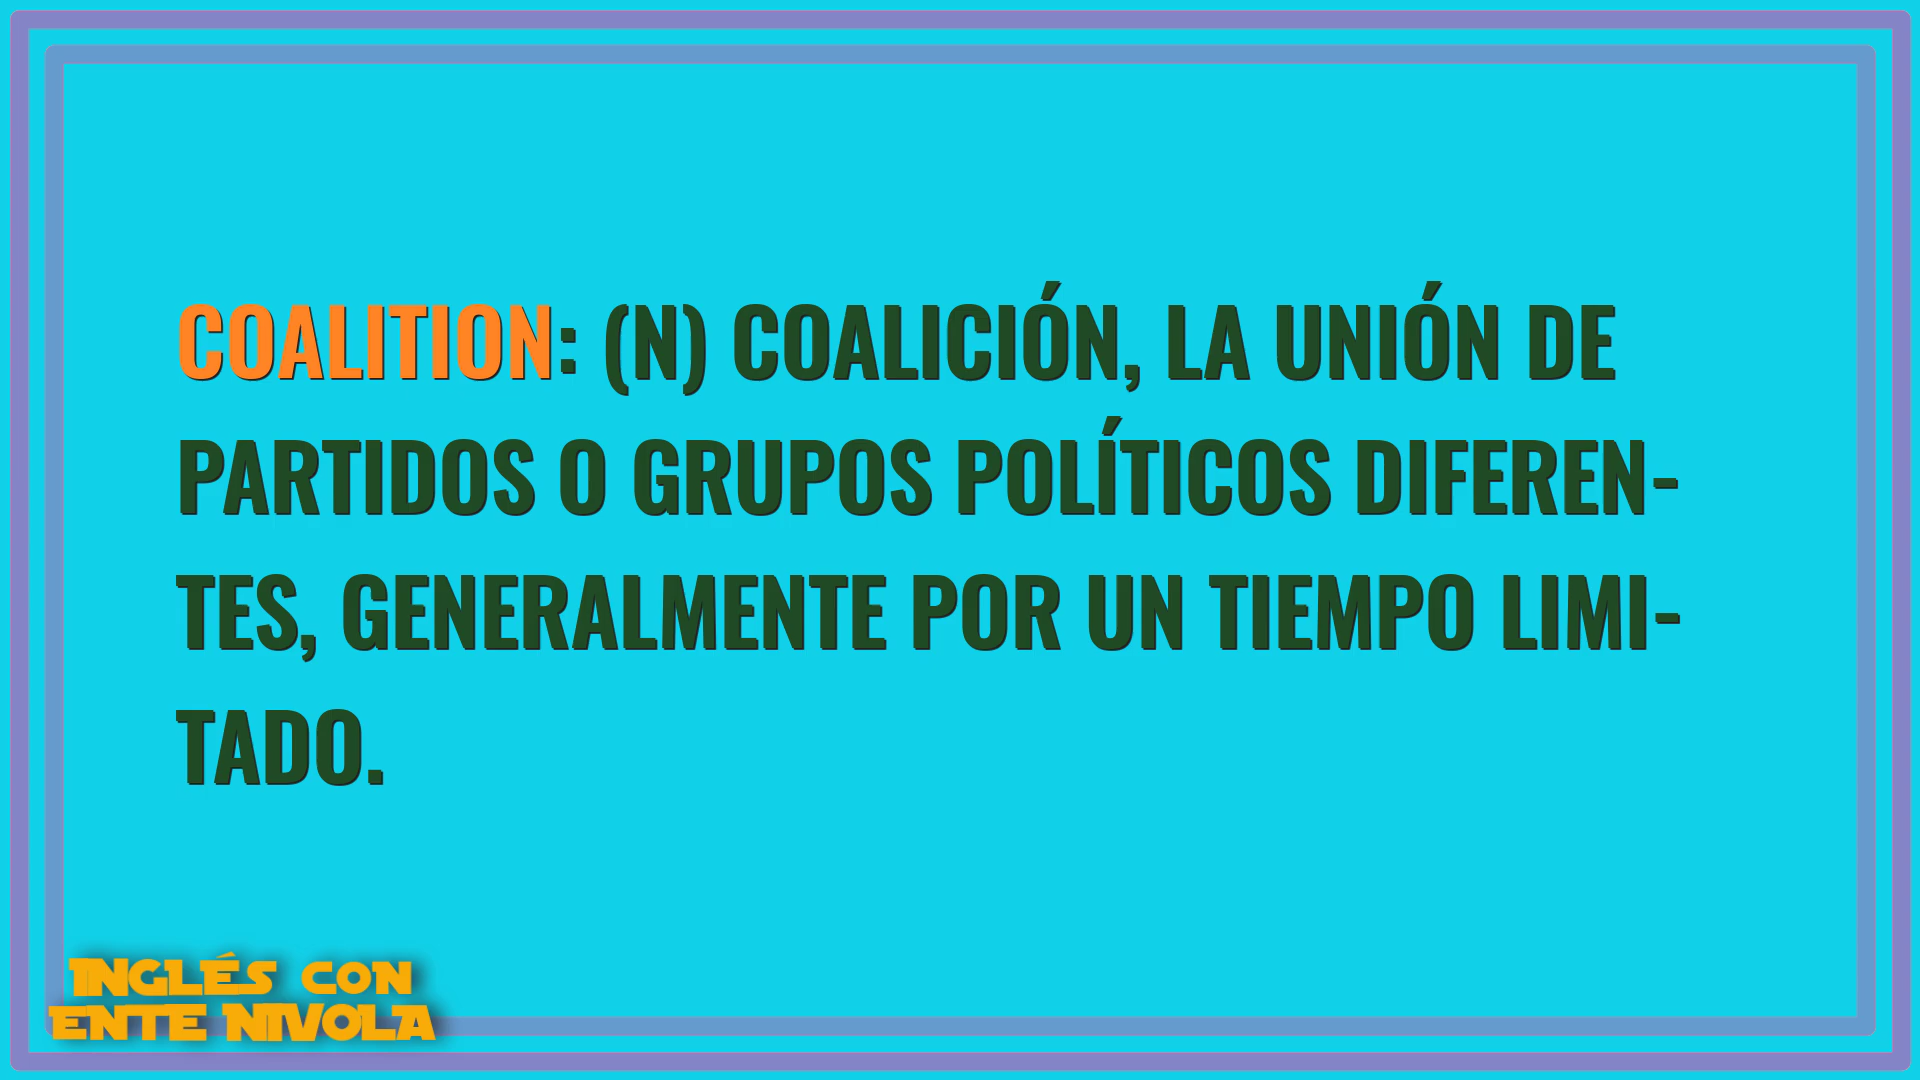 COALITION: (N) COALICIÓN, LA UNIÓN DE
PARTIDOS O GRUPOS POLÍTICOS DIFEREN-
TES, GENERALMENTE POR UN TIEMPO LIMI-
TADO.
INGLÉS CON
ENTE NIVOLA